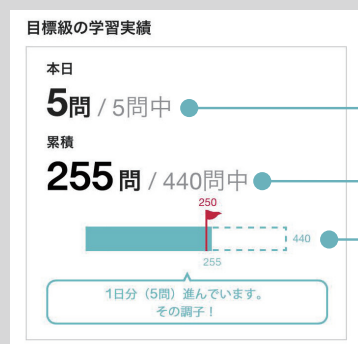 目標級の学習実績
本日
5問 / 5問中
累積
255問 / 440問中
250
440
255
1日分（5問）進んでいます。
その調子！